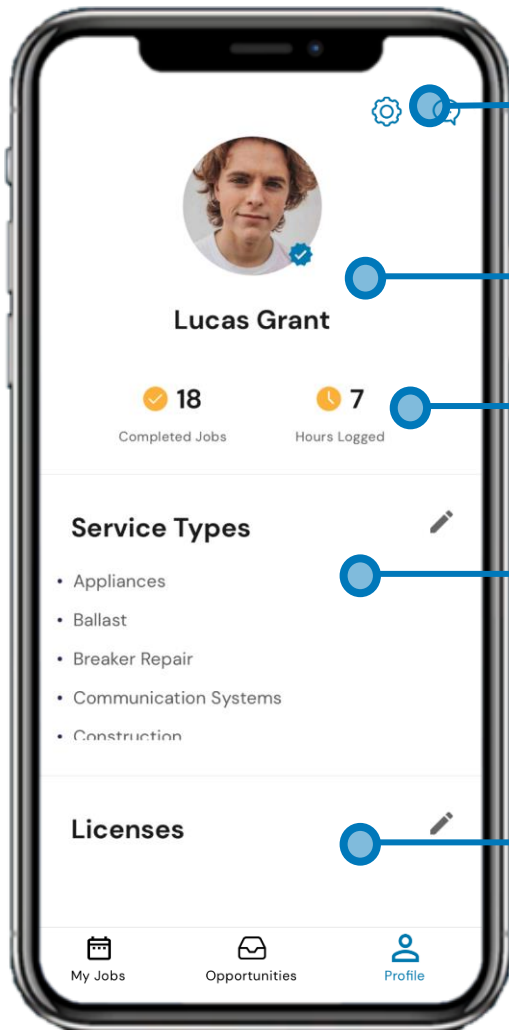 Lucas Grant
18
7
Completed Jobs
Hours Logged
Service Types
• Appliances
• Ballast
• Breaker Repair
• Communication Systems
• Construction
Licenses
My Jobs
Opportunities
Profile